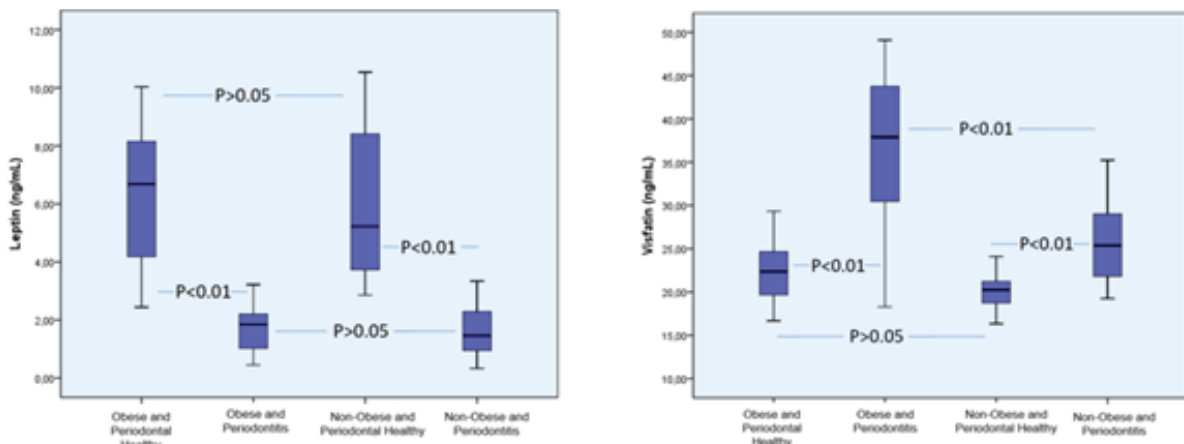 12,00
10,00
8,00
6,00
4,00
2,00
0,00
Leptin (ng/mL)
P>0.05
P<0.01
P<0.01
P>0.05
Obese and
Periodontal
Healthy
Obese and
Periodontitis
Non-Obese and
Periodontal Healthy
Non-Obese and
Periodontitis
50,00
45,00
40,00
35,00
30,00
25,00
20,00
15,00
10,00
Visfatin (ng/mL)
P<0.01
P<0.01
P<0.01
P>0.05
Obese and
Periodontal
Healthy
Obese and
Periodontitis
Non-Obese and
Periodontal Healthy
Non-Obese and
Periodontitis